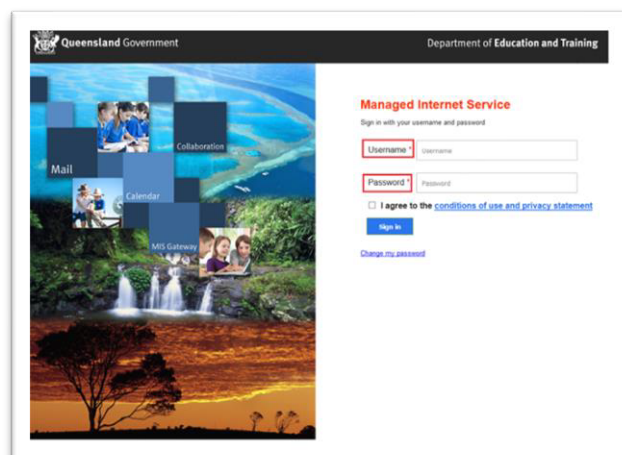 Queensland Government
Department of Education and Training
Mail
Collaboration
Calendar
MIS Gateway
Managed Internet Service
Sign in with your username and password
Username * Username
Password * Password
I agree to the conditions of use and privacy statement
Sign in
Change my password